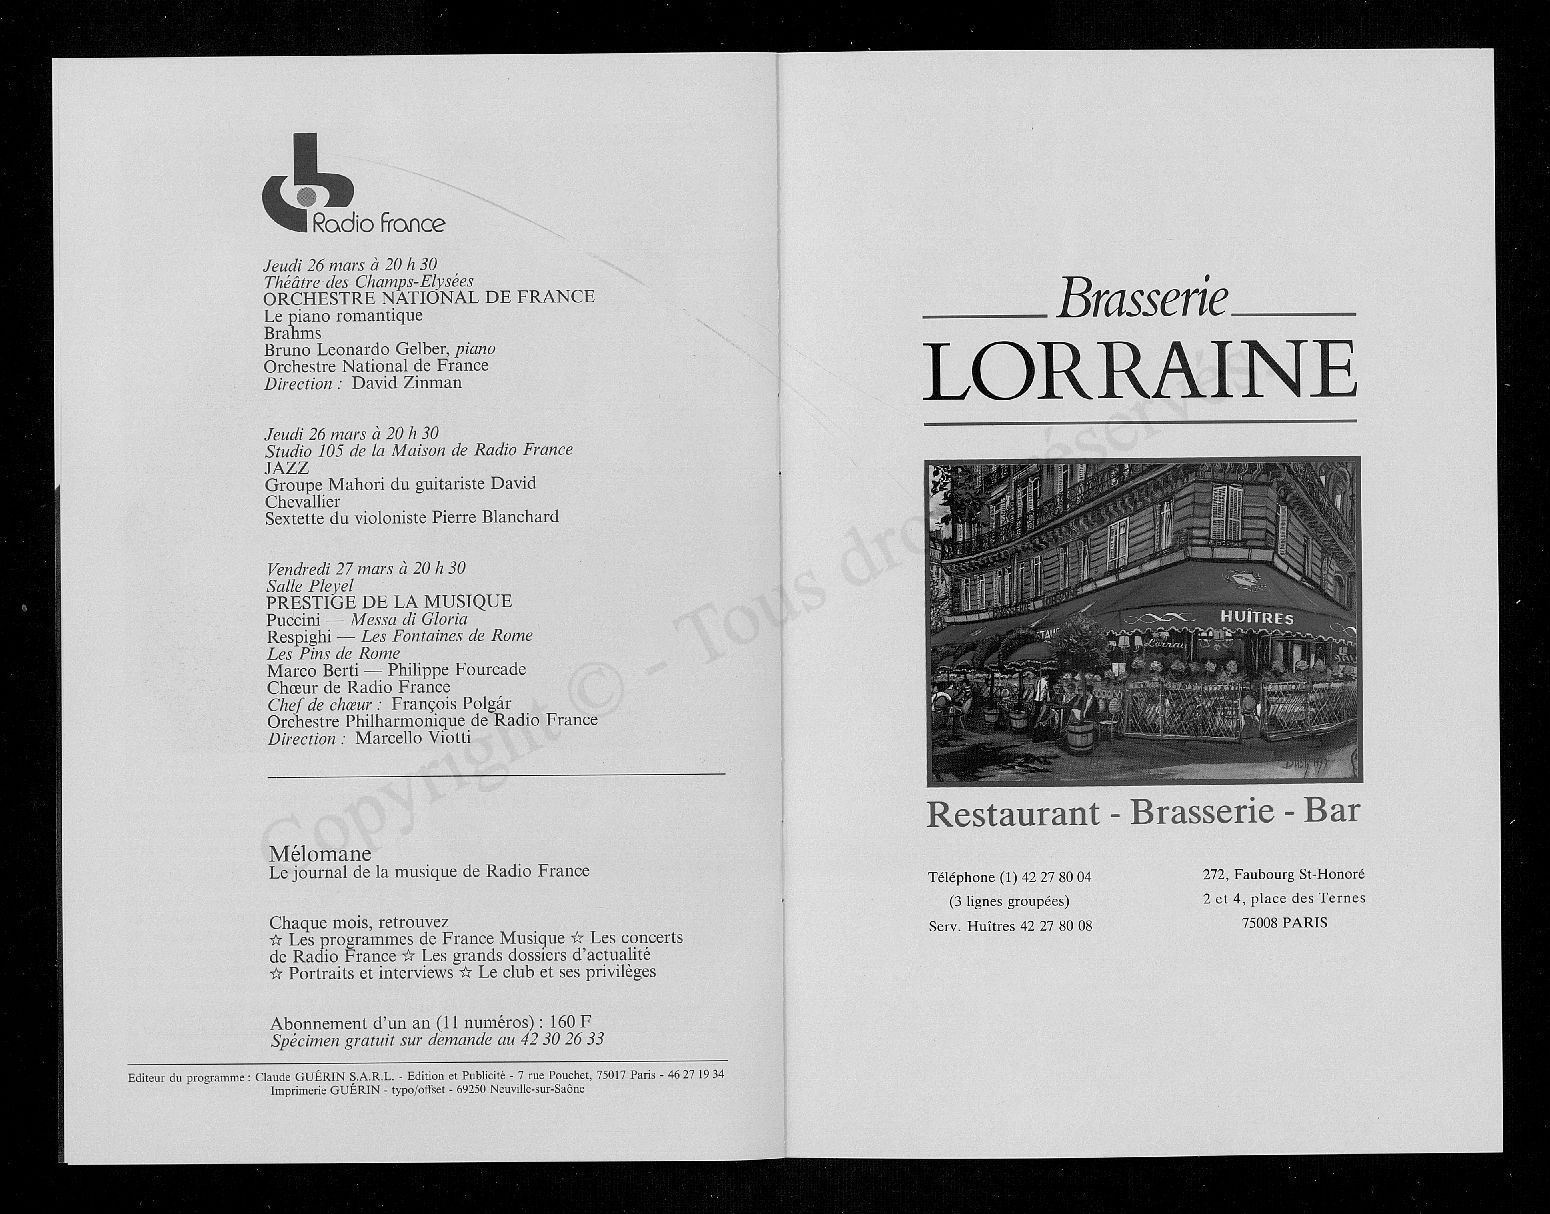 Radio France
Jeudi 26 mars à 20 h 30
Théâtre des Champs-Elysées
ORCHESTRE NATIONAL DE FRANCE
Le piano romantique
Brahms
Bruno Leonardo Gelber, piano
Orchestre National de France
Direction : David Zinman
Jeudi 26 mars à 20 h 30
Studio 105 de la Maison de Radio France
JAZZ
Groupe Mahori du guitariste David
Chevallier
Sextette du violoniste Pierre Blanchard
Vendredi 27 mars à 20 h 30
Salle Pleyel
PRESTIGE DE LA MUSIQUE
Puccini — Messa di Gloria
Respighi — Les Fontaines de Rome
Les Pins de Rome
Marco Berti — Philippe Fourcade
Chœur de Radio France
Chef de chœur : François Polgár
Orchestre Philharmonique de Radio France
Direction : Marcello Viotti
Mélomane
Le journal de la musique de Radio France
Chaque mois, retrouvez
☆ Les programmes de France Musique ☆ Les concerts
de Radio France ☆ Les grands dossiers d'actualité
☆ Portraits et interviews ☆ Le club et ses privilèges
Abonnement d'un an (11 numéros) : 160 F
Spécimen gratuit sur demande au 42 30 26 33
Editeur du programme : Claude GUÉRIN S.A.R.L. - Edition et Publicité - 7 rue Pouchet, 75017 Paris - 46 27 19 34
Imprimerie GUÉRIN - typo/offset - 69250 Neuville-sur-Saône
Brasserie
LORRAINE
HUÎTRES
Restaurant - Brasserie - Bar
Téléphone (1) 42 27 80 04
(3 lignes groupées)
Serv. Huîtres 42 27 80 08
272, Faubourg St-Honoré
2 et 4, place des Ternes
75008 PARIS
Copyright © - Tous droits réservés